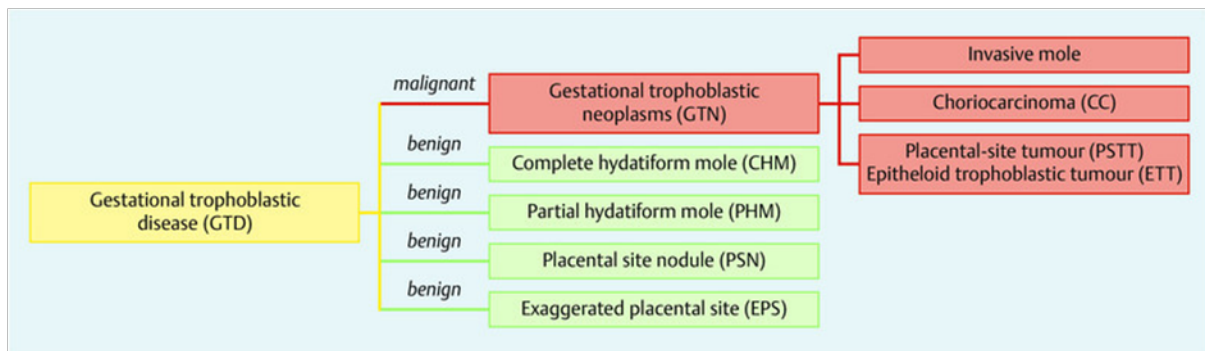 malignant
Gestational trophoblastic
neoplasms (GTN)
Invasive mole
Choriocarcinoma (CC)
Placental-site tumour (PSTT)
Epitheloid trophoblastic tumour (ETT)
Gestational trophoblastic
disease (GTD)
benign
Complete hydatiform mole (CHM)
benign
Partial hydatiform mole (PHM)
benign
Placental site nodule (PSN)
benign
Exaggerated placental site (EPS)